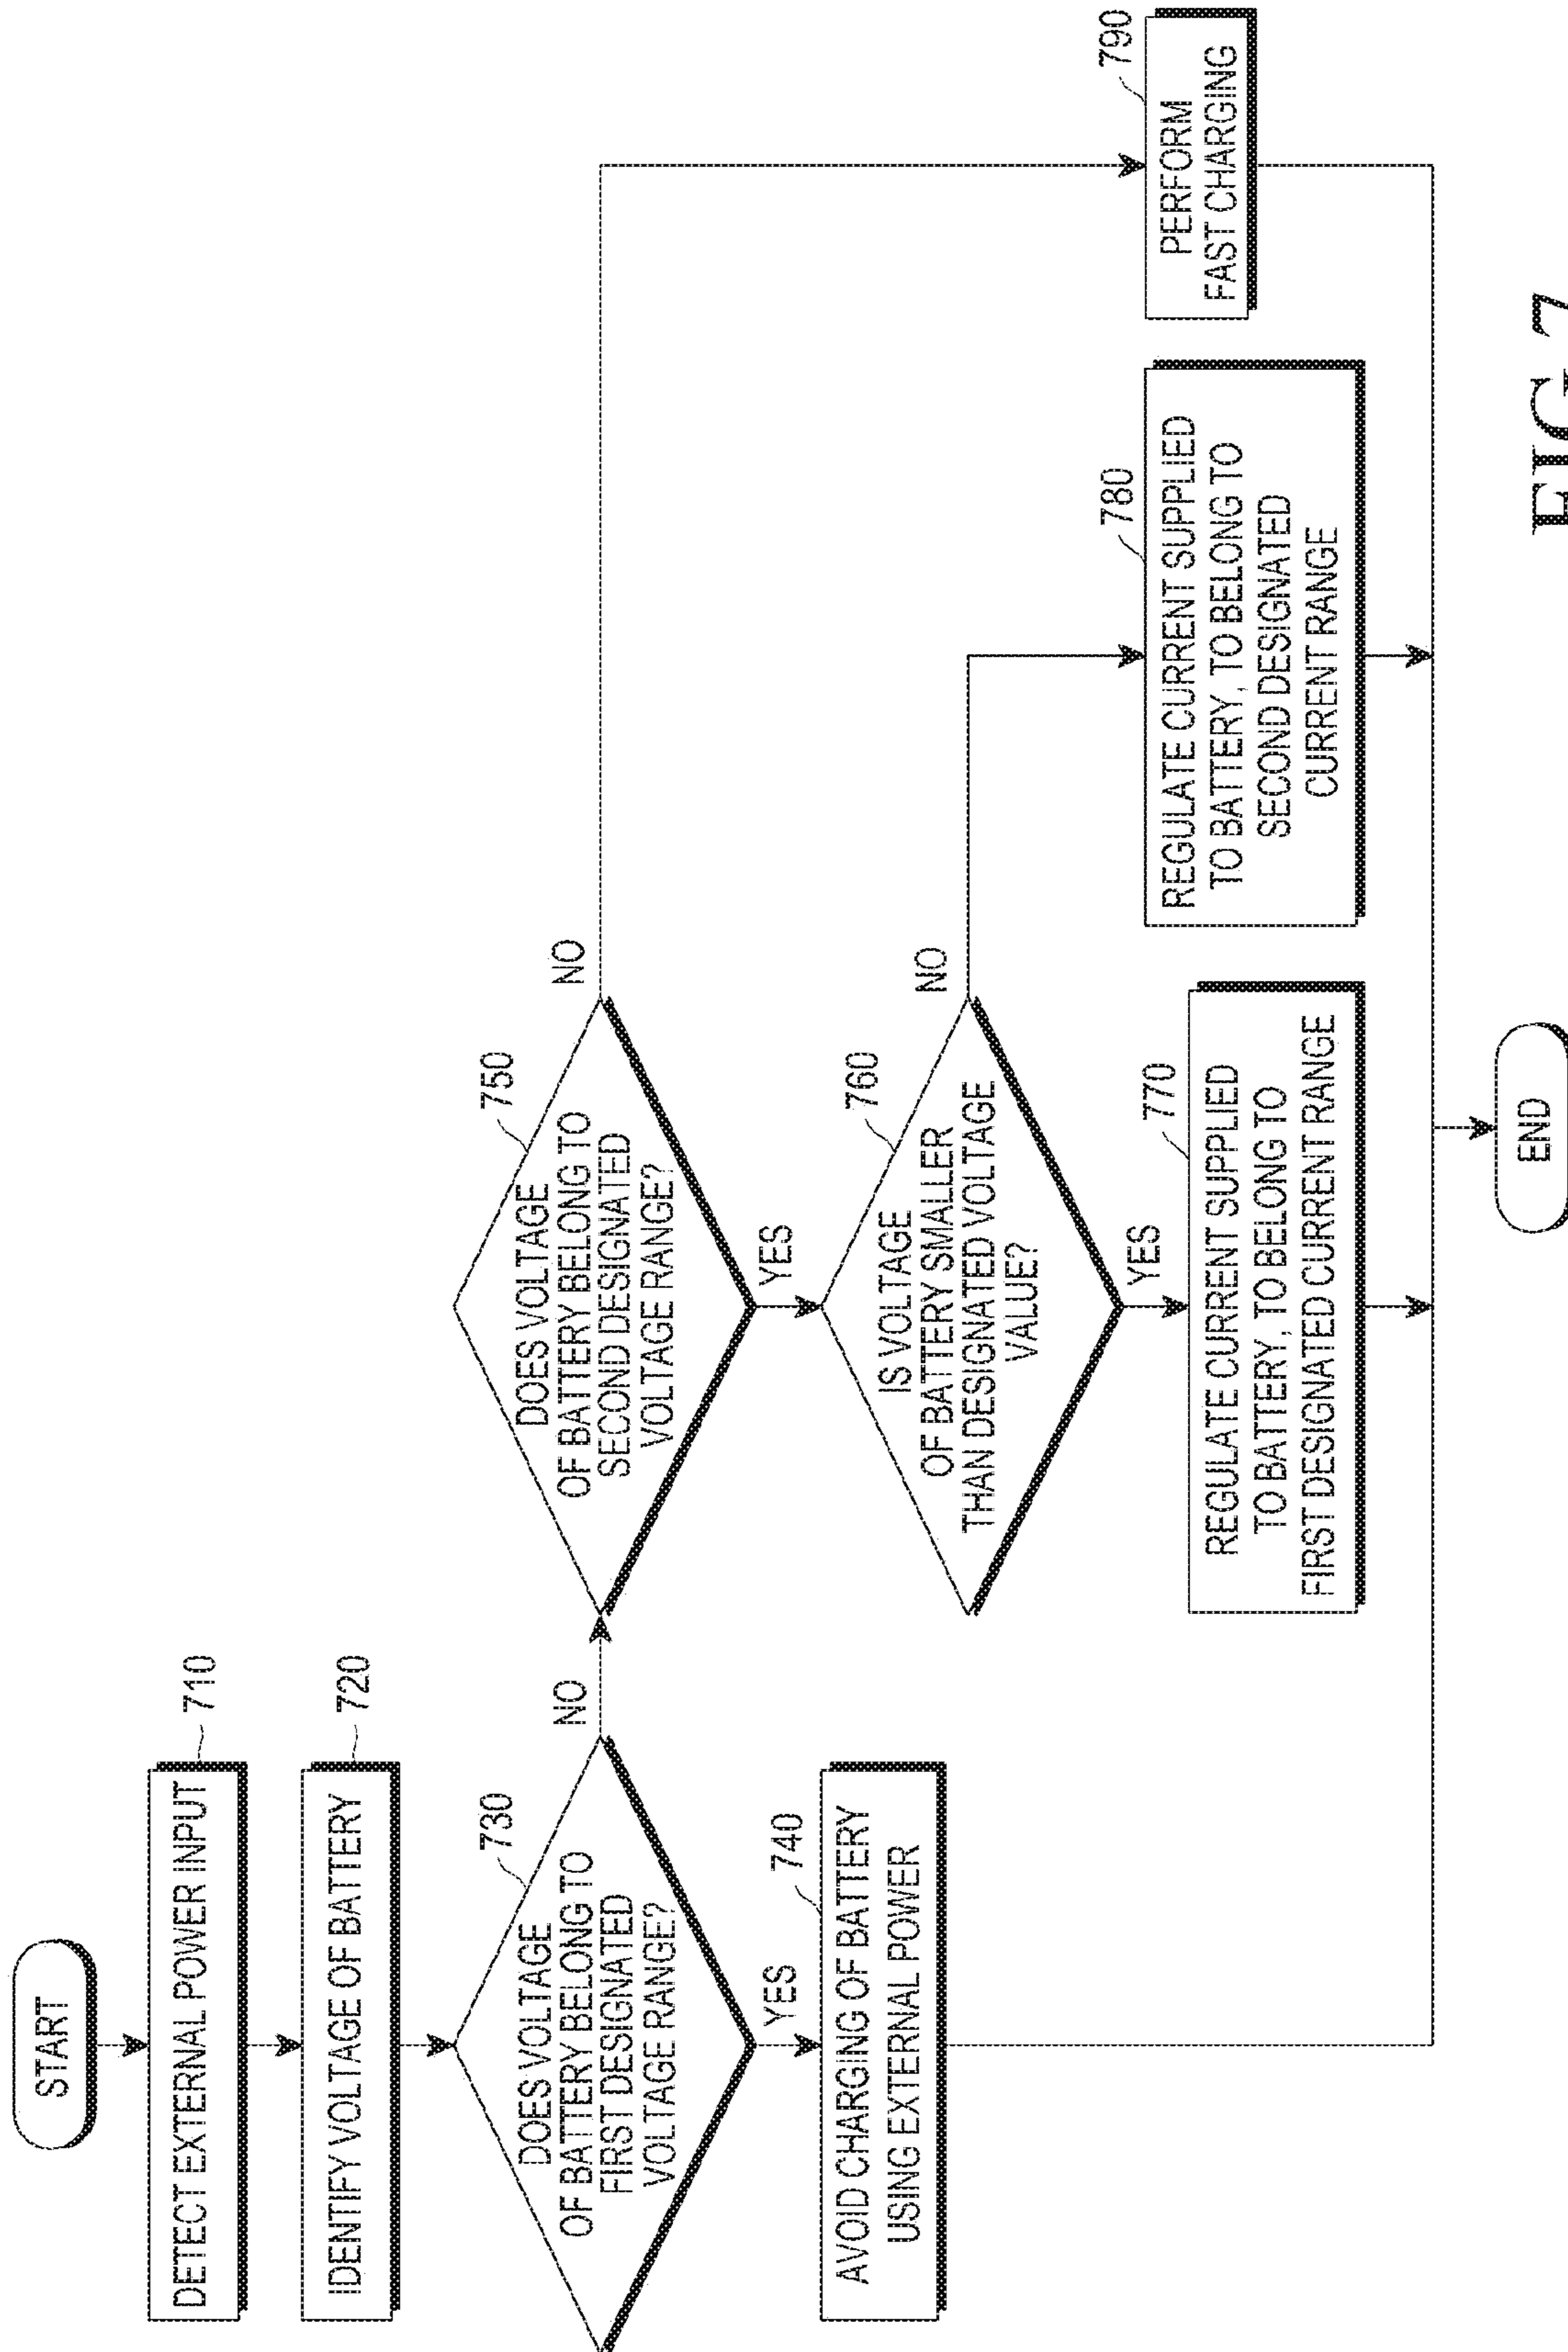 START
DETECT EXTERNAL POWER INPUT
710
IDENTIFY VOLTAGE OF BATTERY
720
DOES VOLTAGE
OF BATTERY BELONG TO
FIRST DESIGNATED
VOLTAGE RANGE?
730
NO
YES
AVOID CHARGING OF BATTERY
USING EXTERNAL POWER
740
DOES VOLTAGE
OF BATTERY BELONG TO
SECOND DESIGNATED
VOLTAGE RANGE?
750
NO
YES
IS VOLTAGE
OF BATTERY SMALLER
THAN DESIGNATED VOLTAGE
VALUE?
760
NO
YES
REGULATE CURRENT SUPPLIED
TO BATTERY, TO BELONG TO
FIRST DESIGNATED CURRENT RANGE
770
REGULATE CURRENT SUPPLIED
TO BATTERY, TO BELONG TO
SECOND DESIGNATED
CURRENT RANGE
780
PERFORM
FAST CHARGING
790
END
FIG. 7